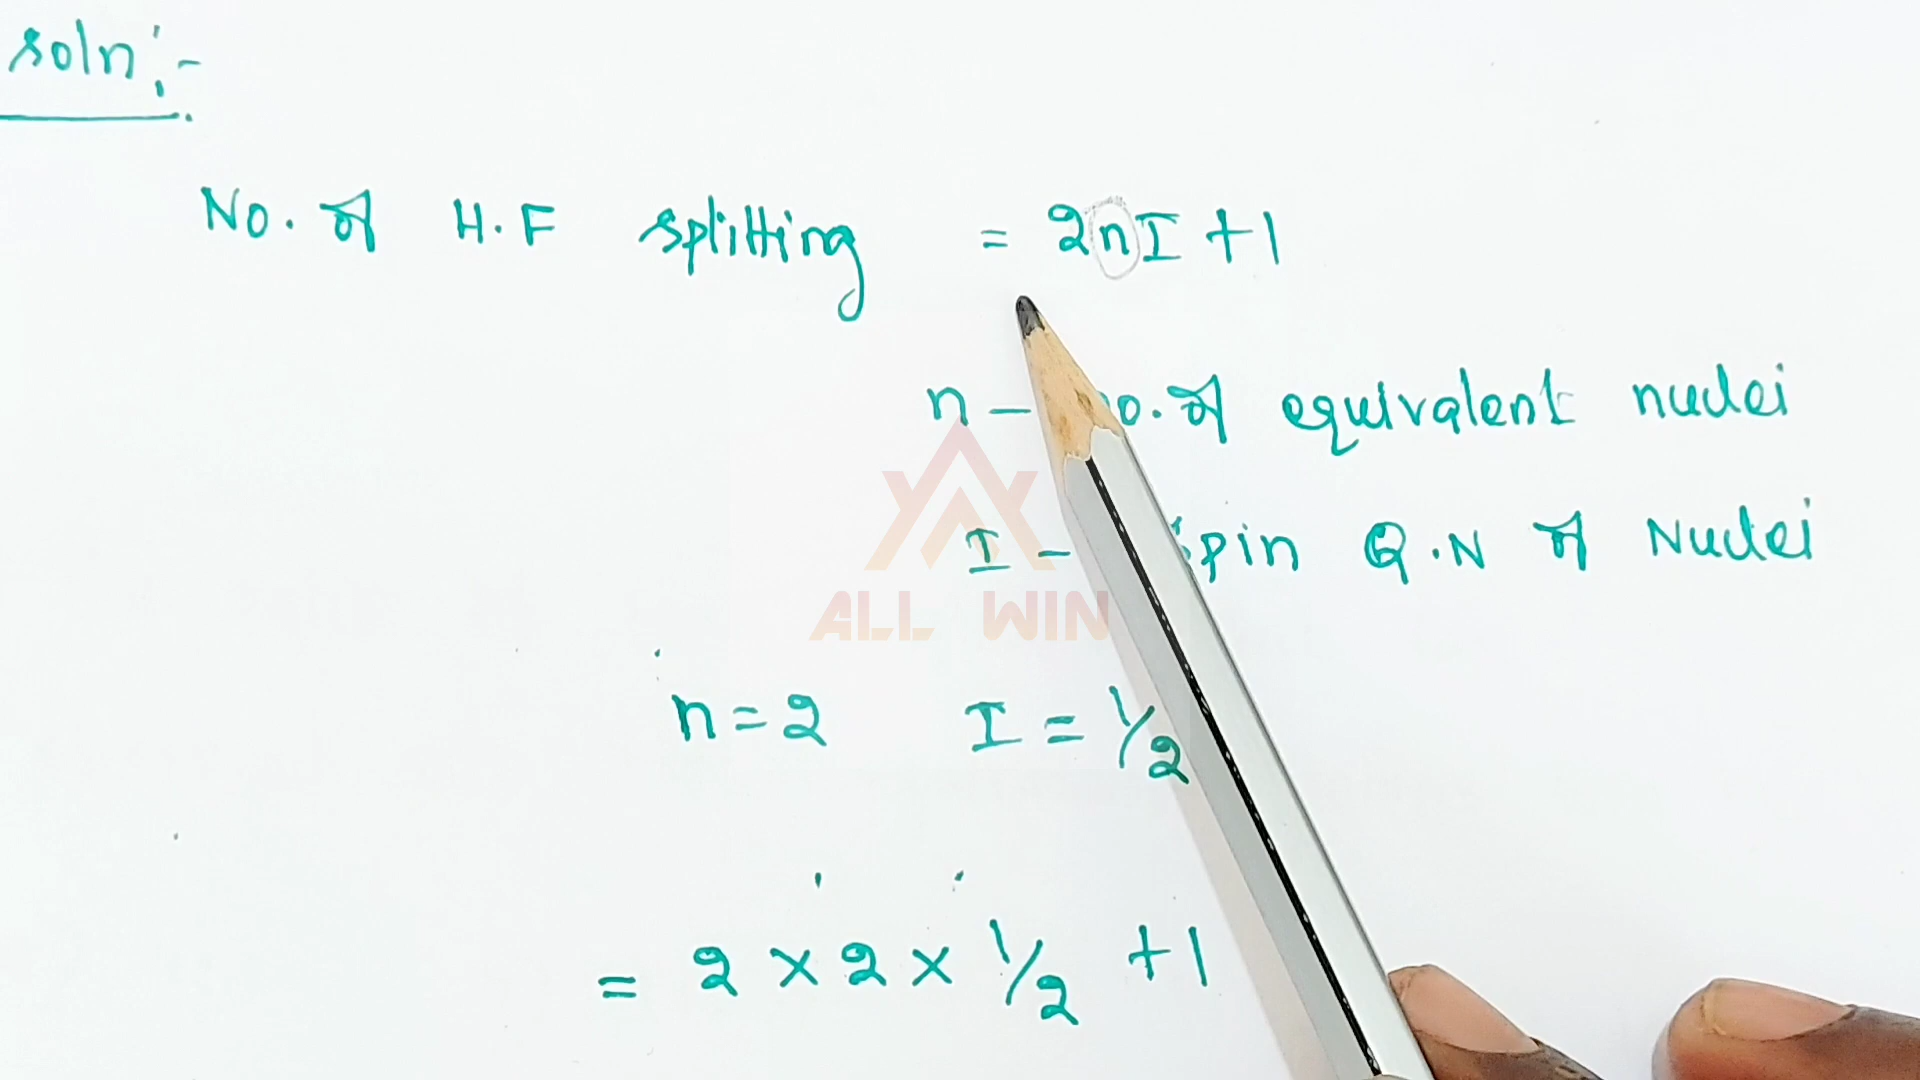 soln:-
No. of H.F splitting = 2nI + 1
n - no. of equivalent nuclei
I - spin Q.N of Nuclei
n = 2 I = 1/2
= 2 × 2 × 1/2 + 1
ALL WIN